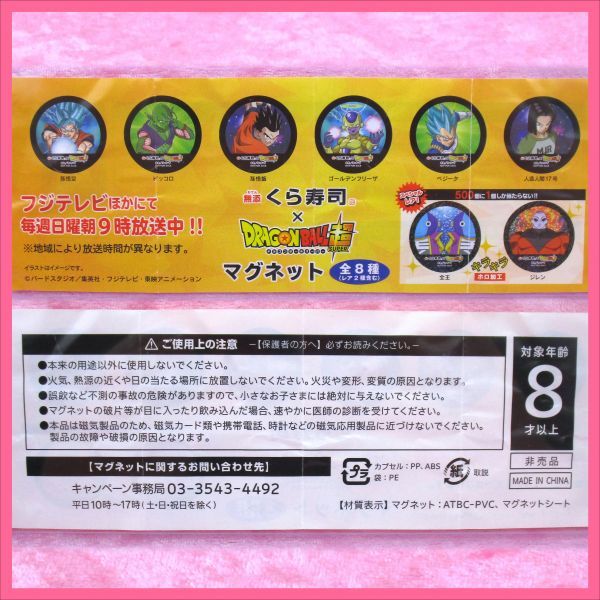 孫悟空
ピッコロ
孫悟飯
ゴールデンフリーザ
ベジータ
人造人間17号
フジテレビほかにて
毎週日曜朝9時放送中!!
※地域により放送時間が異なります。
イラストはイメージです。
©バードスタジオ/集英社・フジテレビ・東映アニメーション
無添 くら寿司
×
DRAGONBALL超
SUPER
マグネット 全8種
(レア2種含む)
スペシャル
レア!
500個に1個しか当たらない!!
全王
キラキラ
ホロ加工
ジレン
ご使用上の注意 ー【保護者の方へ】必ずお読みください。ー
●本来の用途以外に使用しないでください。
●火気、熱源の近くや日の当たる場所に放置しないでください。火災や変形、変質の原因となります。
●誤飲など不測の事故の危険がありますので、小さなお子さまには絶対に与えないでください。
●マグネットの破片等が目に入ったり飲み込んだ場合、速やかに医師の診断を受けてください。
●本品は磁気製品のため、磁気カード類や携帯電話、時計などの磁気応用製品に近づけないでください。
製品の故障や破損の原因となります。
対象年齢
8
才以上
【マグネットに関するお問い合わせ先】
キャンペーン事務局 03-3543-4492
平日10時〜17時(土・日・祝日を除く)
プラ
カプセル:PP、ABS
袋:PE
紙
取説
非売品
MADE IN CHINA
【材質表示】マグネット:ATBC-PVC、マグネットシート